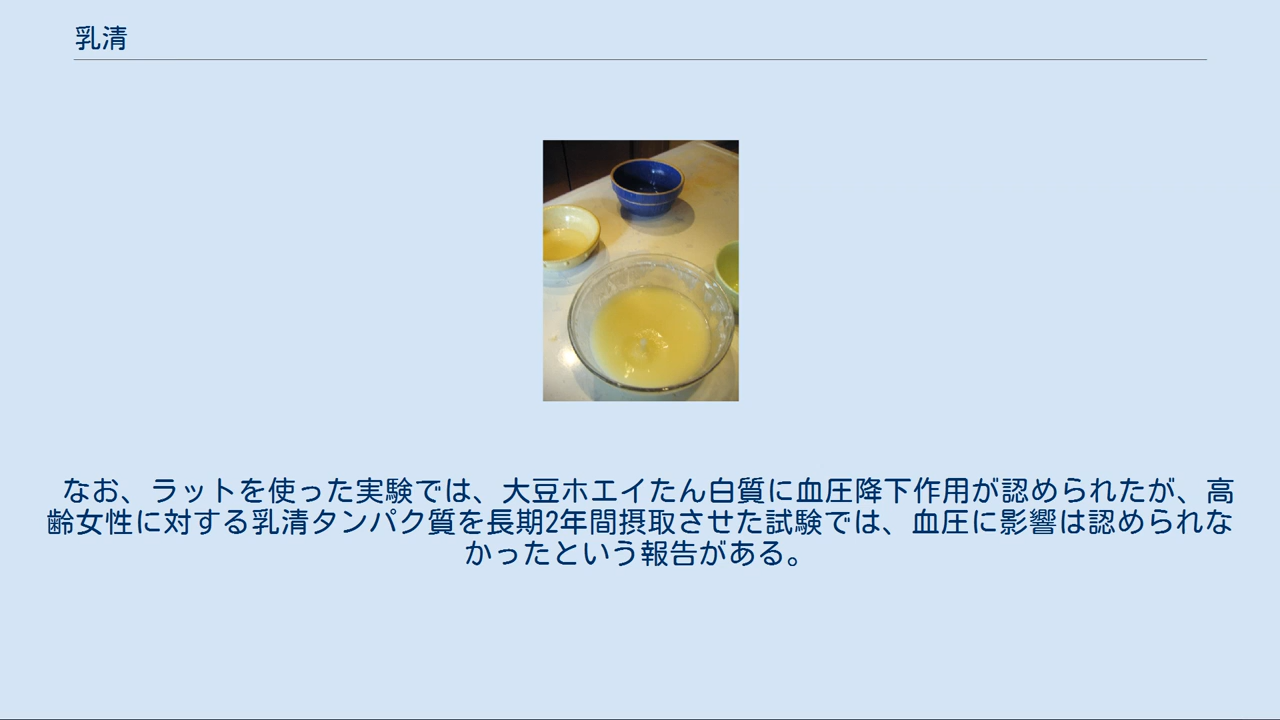 乳清
なお、ラットを使った実験では、大豆ホエイたん白質に血圧降下作用が認められたが、高
齢女性に対する乳清タンパク質を長期2年間摂取させた試験では、血圧に影響は認められな
かったという報告がある。